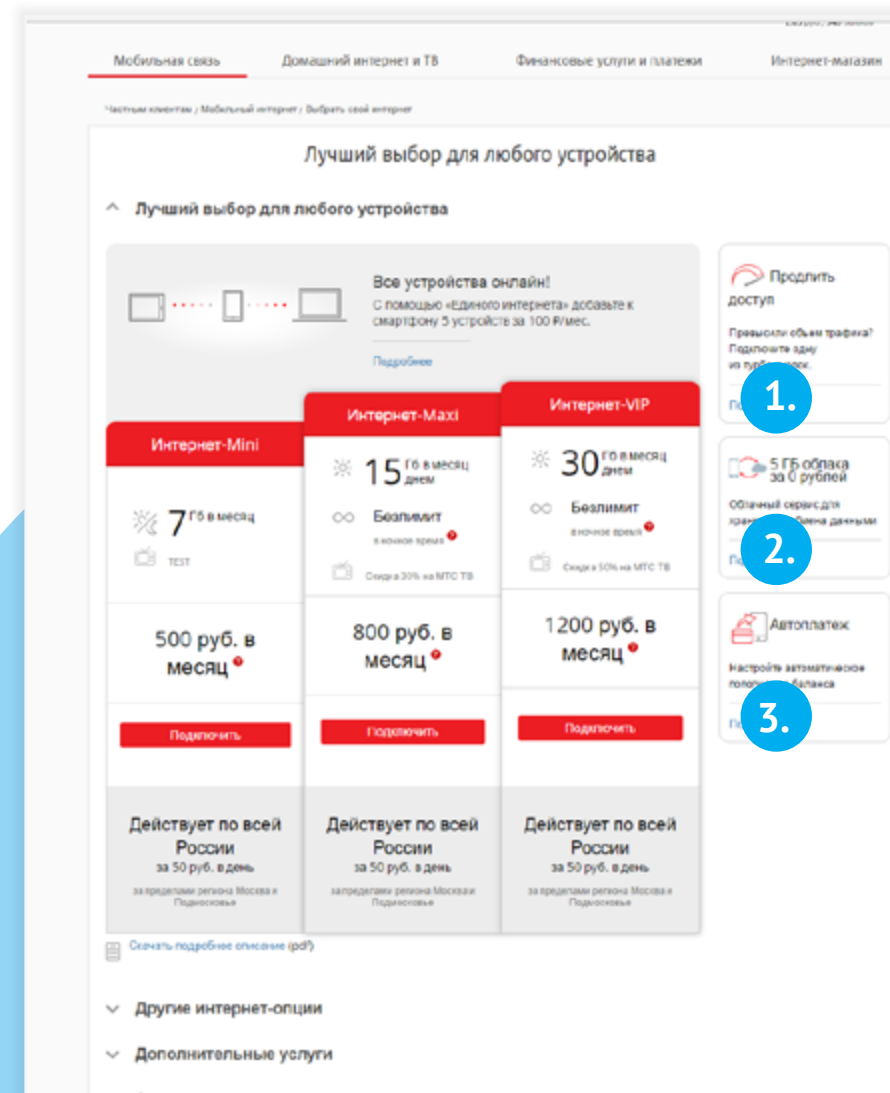 Мобильная связь
Домашний интернет и ТВ
Финансовые услуги и платежи
Интернет-магазин
Частным клиентам / Мобильный интернет / Выбрать свой интернет
Лучший выбор для любого устройства
Лучший выбор для любого устройства
Все устройства онлайн!
С помощью «Единого интернета» добавьте к
смартфону 5 устройств за 100 ₽/мес.
Подробнее
Интернет-Mini
7 Гб в месяц
TEST
500 руб. в
месяц ?
Подключить
Действует по всей
России
за 50 руб. в день
за пределами региона Москва и
Подмосковье
Интернет-Maxi
15 Гб в месяц
днем
Безлимит
в ночное время ?
Скидка 30% на МТС ТВ
800 руб. в
месяц ?
Подключить
Действует по всей
России
за 50 руб. в день
за пределами региона Москва и
Подмосковье
Интернет-VIP
30 Гб в месяц
днем
Безлимит
в ночное время ?
Скидка 50% на МТС ТВ
1200 руб. в
месяц ?
Подключить
Действует по всей
России
за 50 руб. в день
за пределами региона Москва и
Подмосковье
Продлить
доступ
Превысили объем трафика?
Подключите одну
из
1.
5 ГБ облака
за 0 рублей
Облачный сервис для
данными
2.
Автоплатеж
Настройте автоматическое
баланса
3.
Скачать подробное описание (pdf)
Другие интернет-опции
Дополнительные услуги